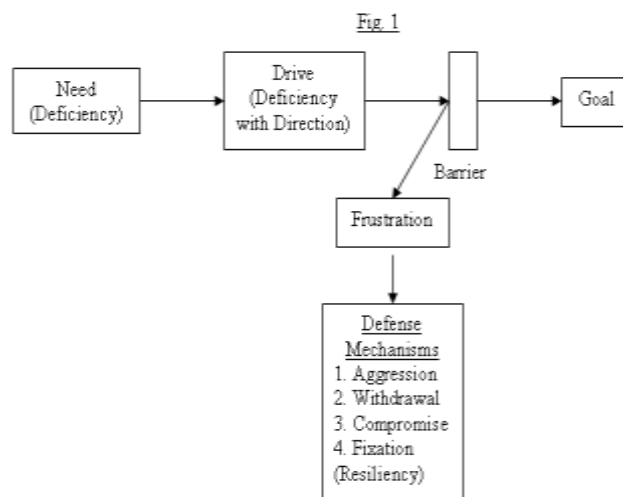 Fig. 1
Need
(Deficiency)
Drive
(Deficiency
with Direction)
Goal
Barrier
Frustration
Defense
Mechanisms
1. Aggression
2. Withdrawal
3. Compromise
4. Fixation
(Resiliency)